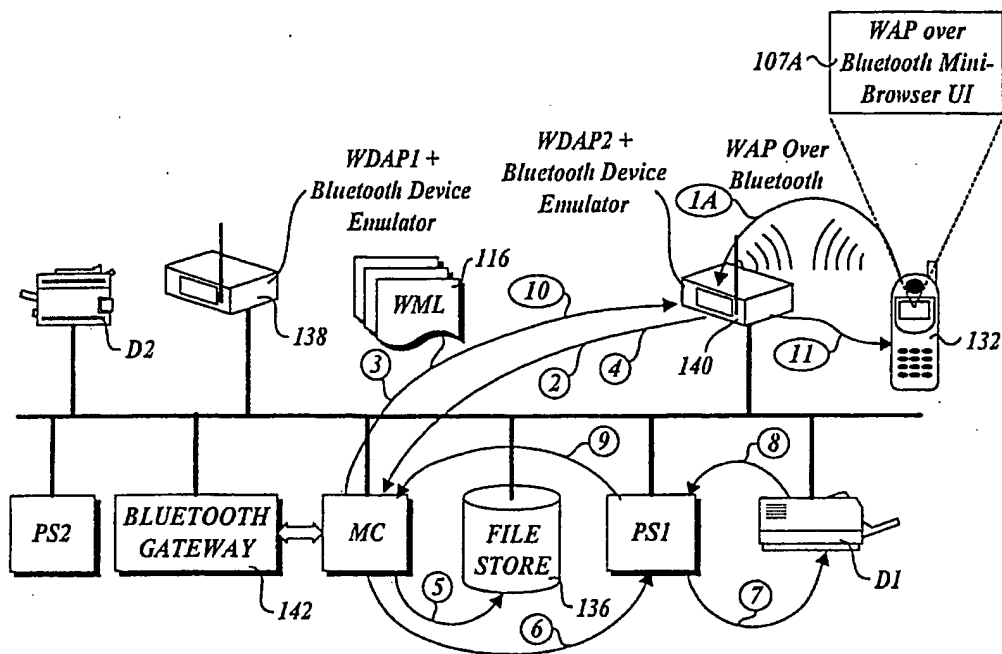 WAP over
Bluetooth Mini-
Browser UI
107A
WDAP1 +
Bluetooth Device
Emulator
WDAP2 +
Bluetooth Device
Emulator
WAP Over
Bluetooth
1A
116
WML
10
D2
138
3
2
4
140
11
132
9
8
PS2
BLUETOOTH
GATEWAY
MC
FILE
STORE
PS1
D1
142
5
136
6
7